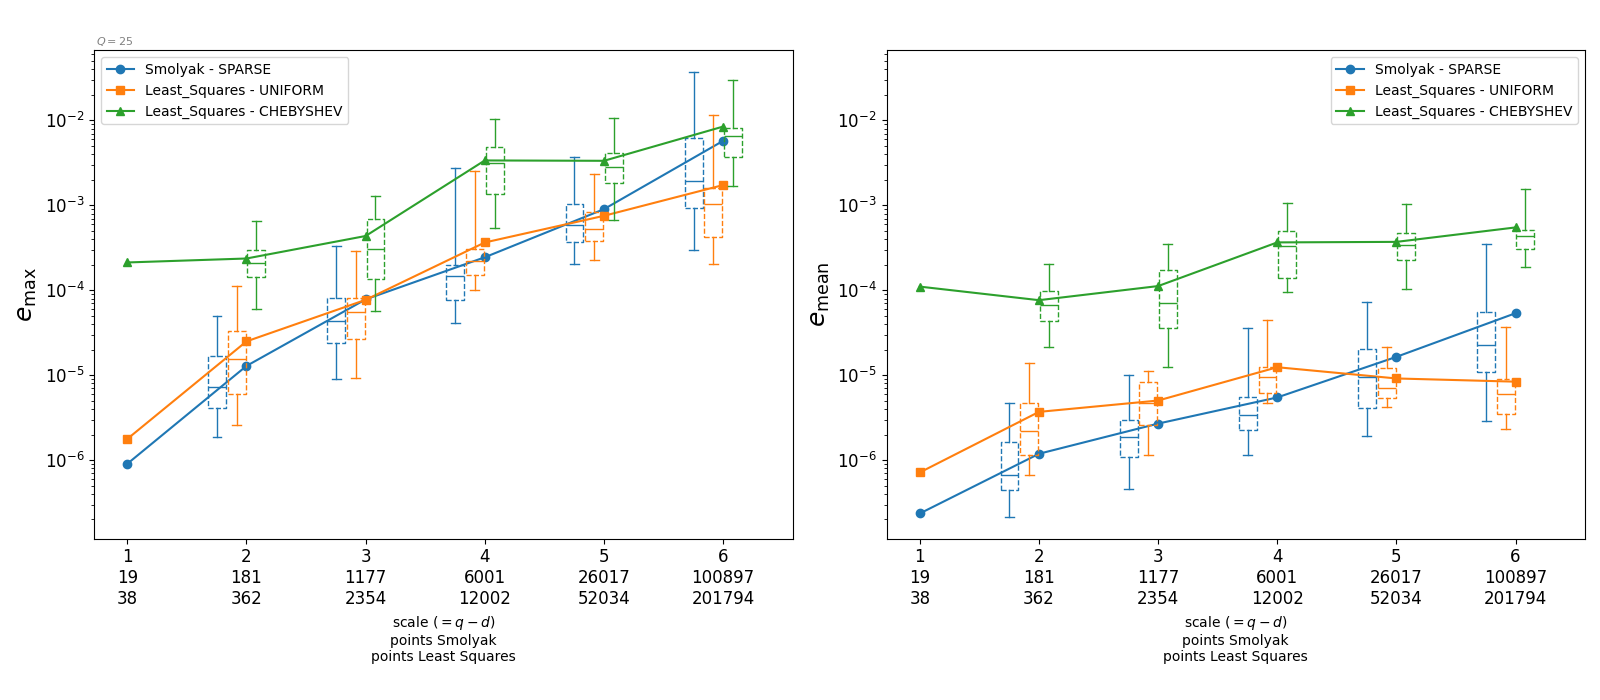 Q = 25
Smolyak - SPARSE
Least_Squares - UNIFORM
Least_Squares - CHEBYSHEV
10⁻²
10⁻³
10⁻⁴
10⁻⁵
10⁻⁶
e_max
1 2 3 4 5 6
19 181 1177 6001 26017 100897
38 362 2354 12002 52034 201794
scale (= q − d)
points Smolyak
points Least Squares
Smolyak - SPARSE
Least_Squares - UNIFORM
Least_Squares - CHEBYSHEV
10⁻²
10⁻³
10⁻⁴
10⁻⁵
10⁻⁶
e_mean
1 2 3 4 5 6
19 181 1177 6001 26017 100897
38 362 2354 12002 52034 201794
scale (= q − d)
points Smolyak
points Least Squares